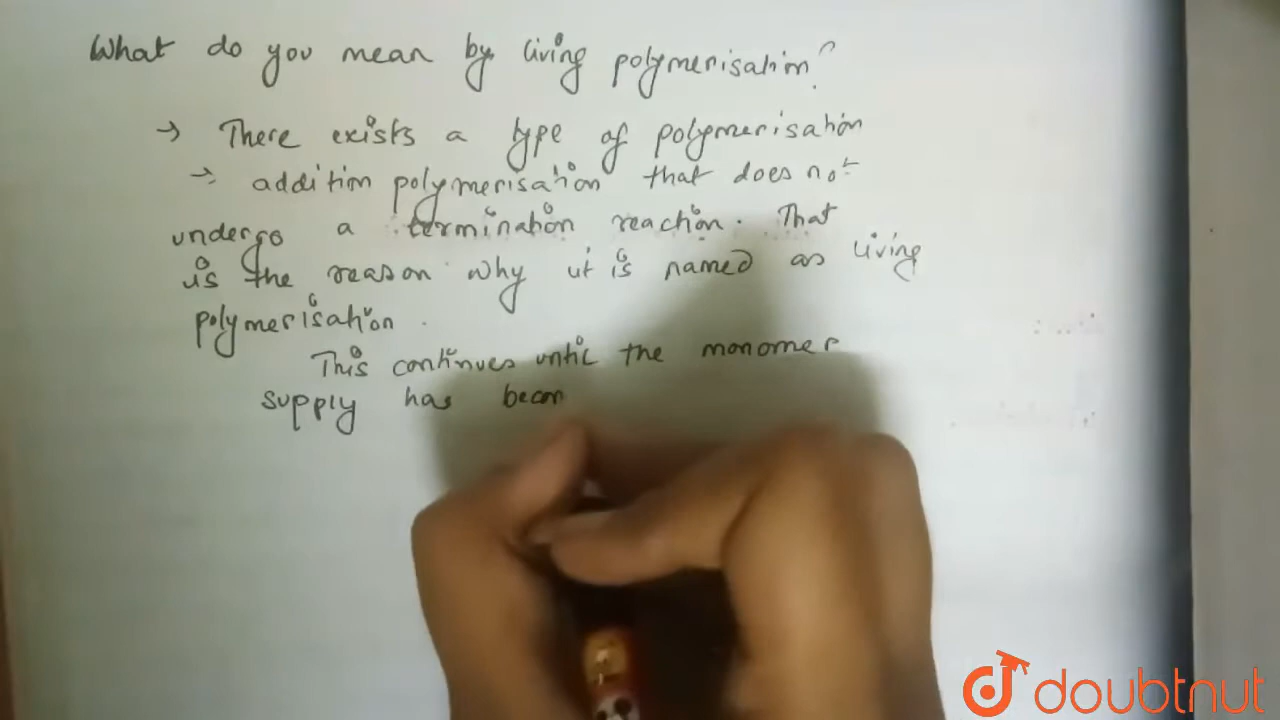 What do you mean by living polymerisation?
→ There exists a type of polymerisation
→ addition polymerisation that does not
undergo a termination reaction. That
is the reason why it is named as living
polymerisation.
This continues until the monomer
supply has becom
doubtnut